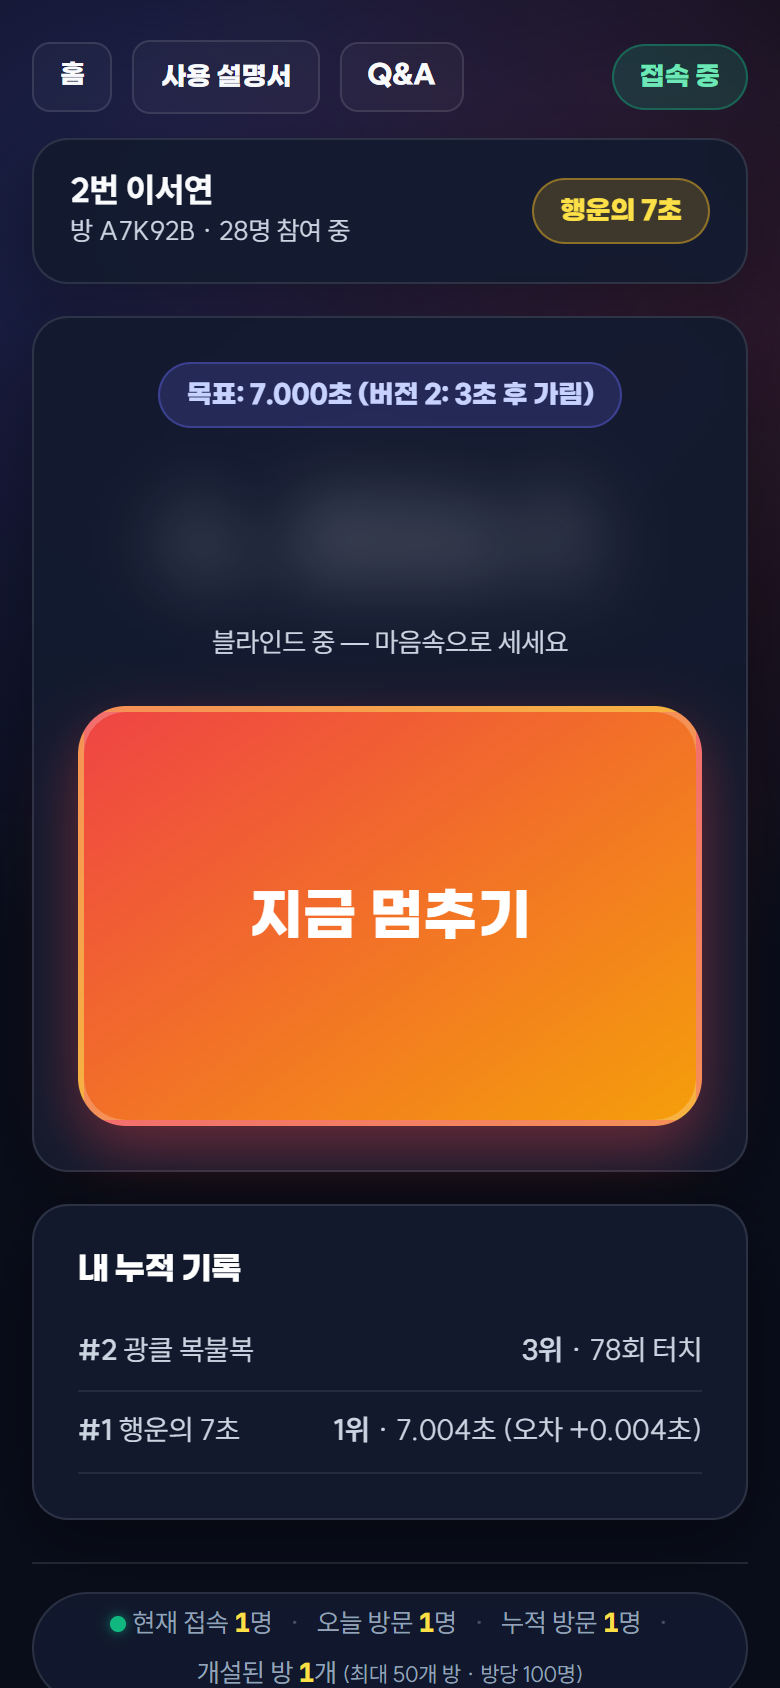 홈
사용 설명서
Q&A
접속 중
2번 이서연
방 A7K92B · 28명 참여 중
행운의 7초
목표: 7.000초 (버전 2: 3초 후 가림)
블라인드 중 — 마음속으로 세세요
지금 멈추기
내 누적 기록
#2 광클 복불복 3위 · 78회 터치
#1 행운의 7초 1위 · 7.004초 (오차 +0.004초)
현재 접속 1명 · 오늘 방문 1명 · 누적 방문 1명 ·
개설된 방 1개 (최대 50개 방 · 방당 100명)